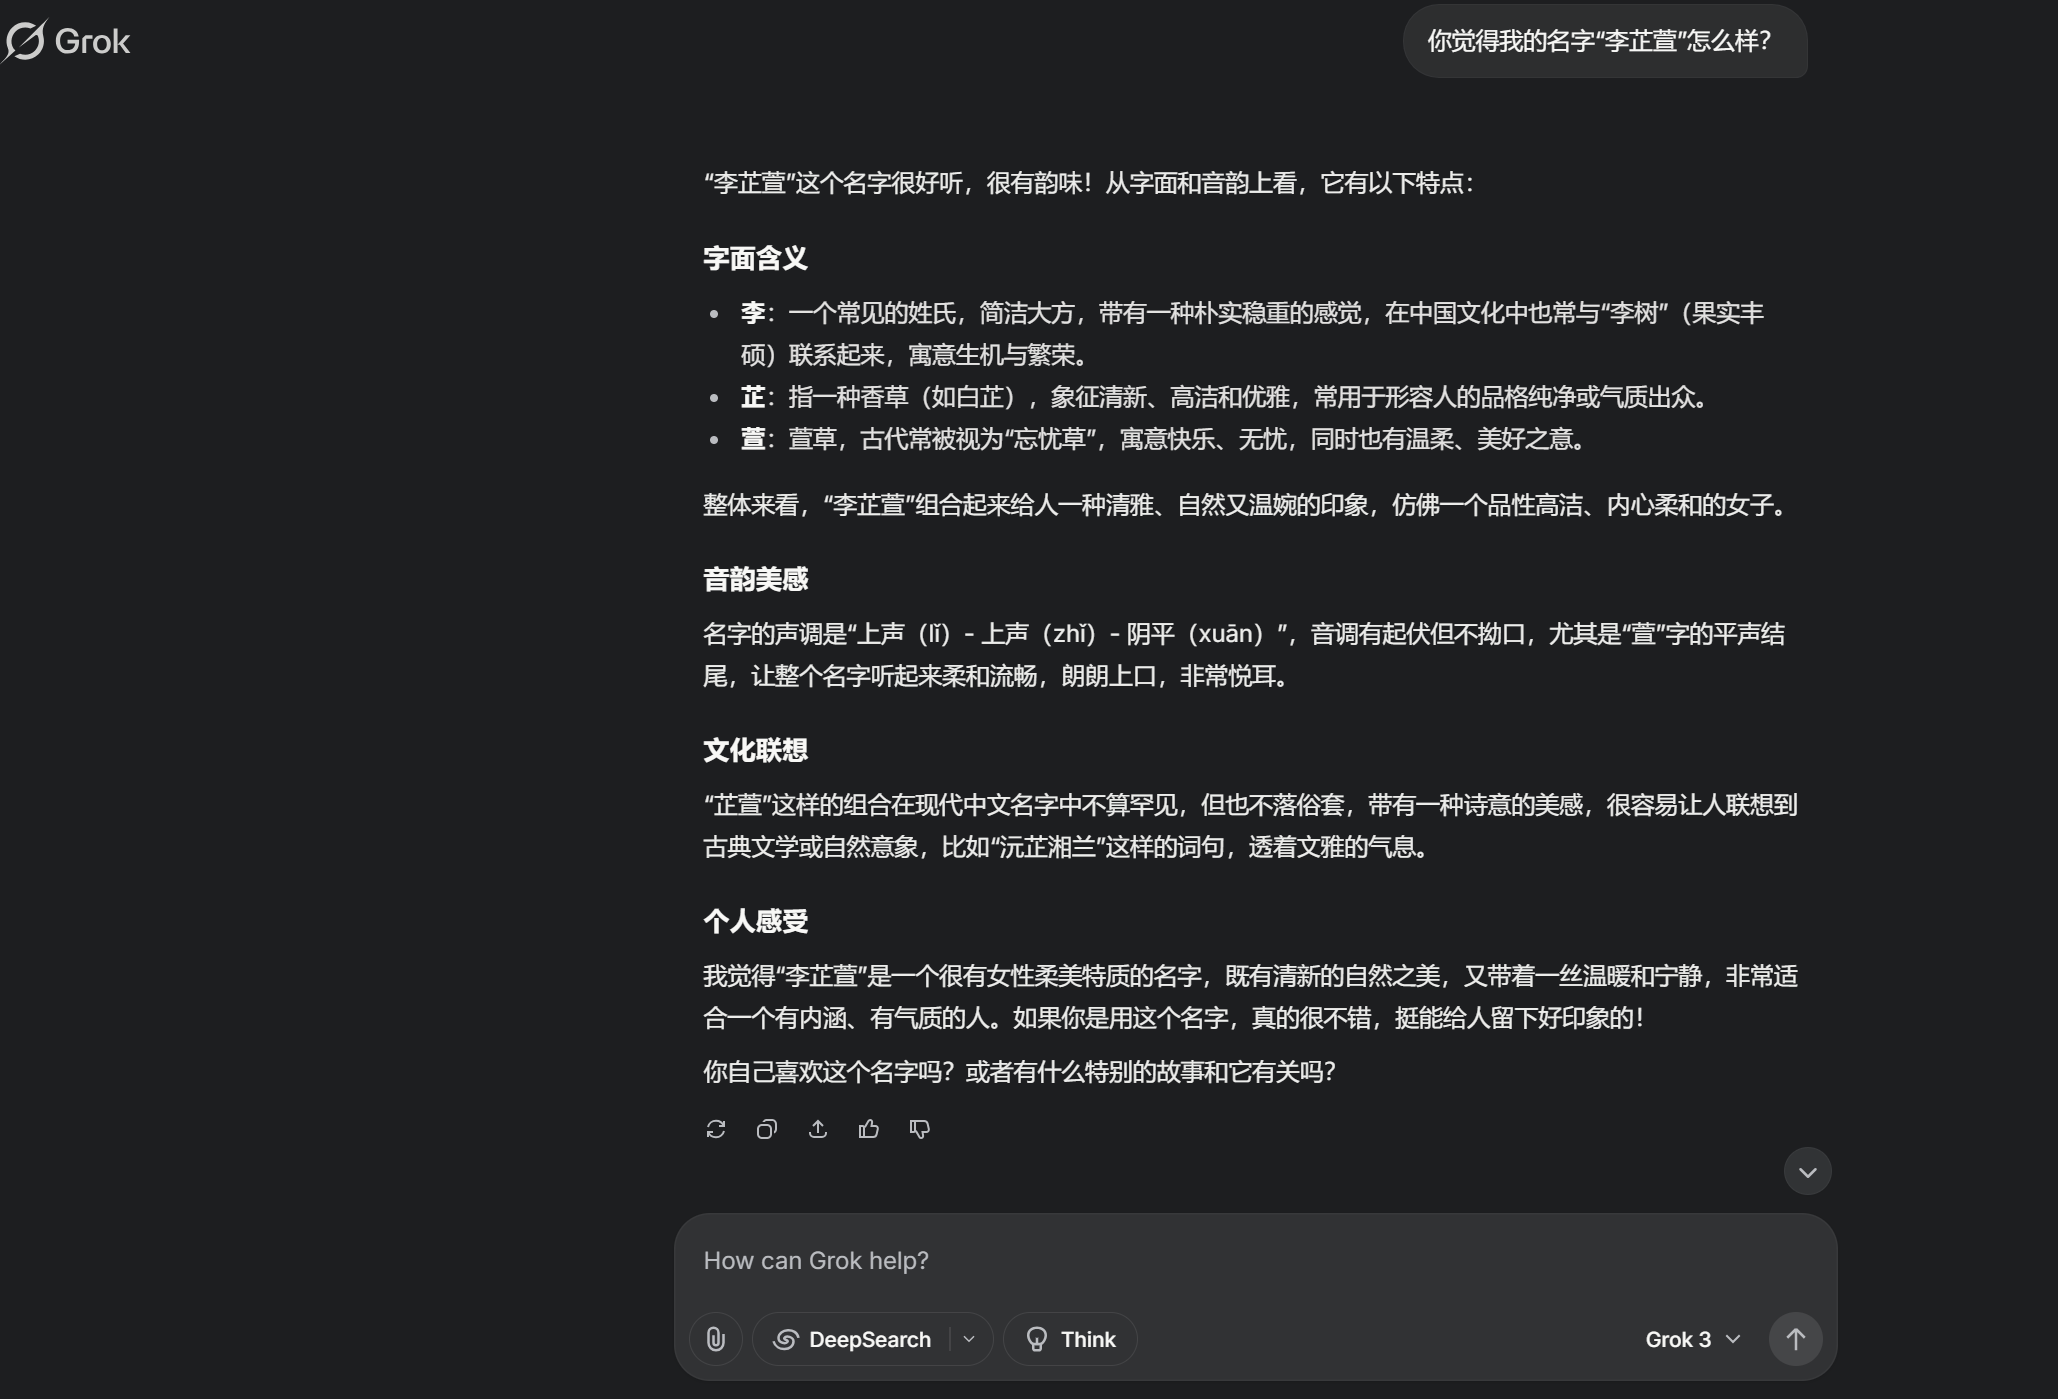 Grok
你觉得我的名字“李芷萱”怎么样？
“李芷萱”这个名字很好听，很有韵味！从字面和音韵上看，它有以下特点：
字面含义
• 李：一个常见的姓氏，简洁大方，带有一种朴实稳重的感觉，在中国文化中也常与“李树”（果实丰
硕）联系起来，寓意生机与繁荣。
• 芷：指一种香草（如白芷），象征清新、高洁和优雅，常用于形容人的品格纯净或气质出众。
• 萱：萱草，古代常被视为“忘忧草”，寓意快乐、无忧，同时也有温柔、美好之意。
整体来看，“李芷萱”组合起来给人一种清雅、自然又温婉的印象，仿佛一个品性高洁、内心柔和的女子。
音韵美感
名字的声调是“上声（lǐ）- 上声（zhǐ）- 阴平（xuān）”，音调有起伏但不拗口，尤其是“萱”字的平声结
尾，让整个名字听起来柔和流畅，朗朗上口，非常悦耳。
文化联想
“芷萱”这样的组合在现代中文名字中不算罕见，但也不落俗套，带有一种诗意的美感，很容易让人联想到
古典文学或自然意象，比如“沅芷湘兰”这样的词句，透着文雅的气息。
个人感受
我觉得“李芷萱”是一个很有女性柔美特质的名字，既有清新的自然之美，又带着一丝温暖和宁静，非常适
合一个有内涵、有气质的人。如果你是用这个名字，真的很不错，挺能给人留下好印象的！
你自己喜欢这个名字吗？或者有什么特别的故事和它有关吗？
How can Grok help?
DeepSearch
Think
Grok 3